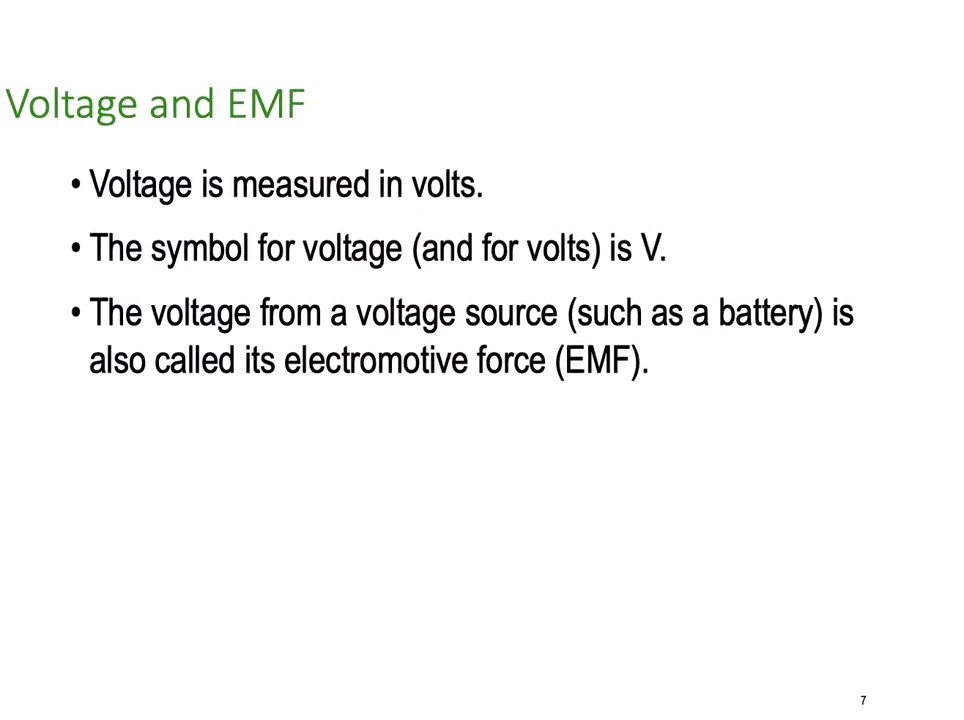 Voltage and EMF
• Voltage is measured in volts.
• The symbol for voltage (and for volts) is V.
• The voltage from a voltage source (such as a battery) is
also called its electromotive force (EMF).
7